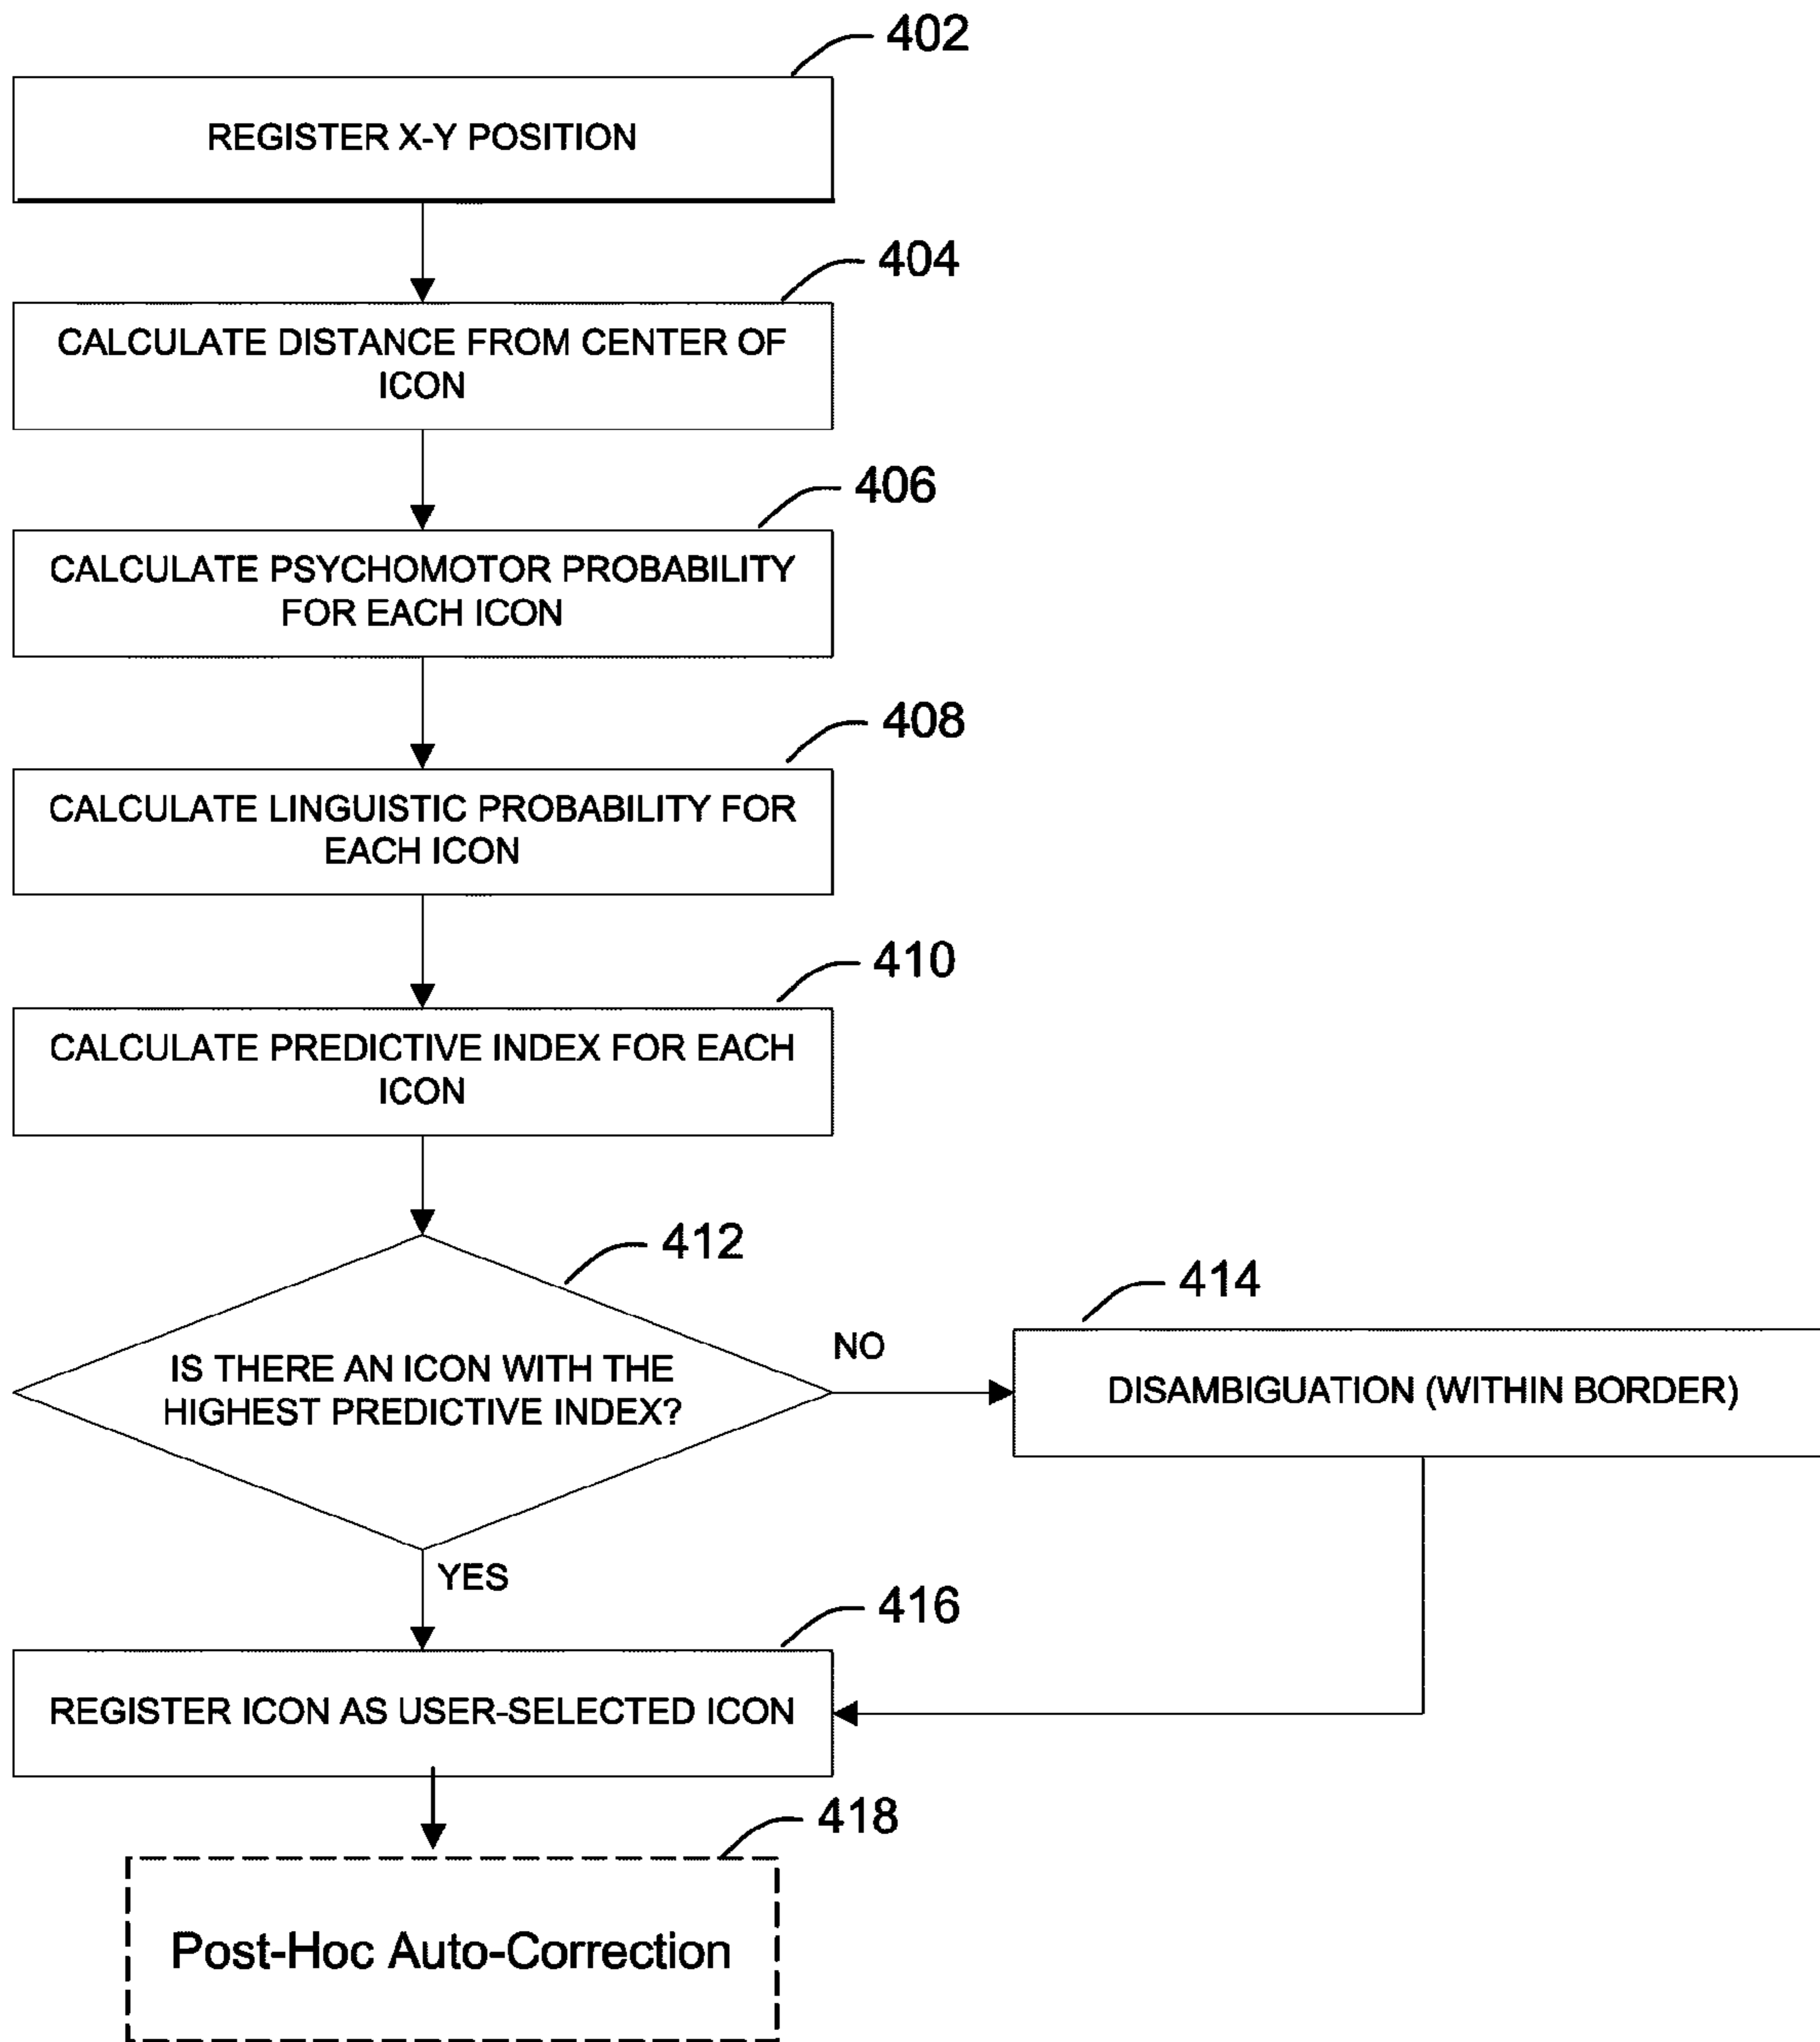 402
REGISTER X-Y POSITION
404
CALCULATE DISTANCE FROM CENTER OF
ICON
406
CALCULATE PSYCHOMOTOR PROBABILITY
FOR EACH ICON
408
CALCULATE LINGUISTIC PROBABILITY FOR
EACH ICON
410
CALCULATE PREDICTIVE INDEX FOR EACH
ICON
412
IS THERE AN ICON WITH THE
HIGHEST PREDICTIVE INDEX?
NO
414
DISAMBIGUATION (WITHIN BORDER)
YES
416
REGISTER ICON AS USER-SELECTED ICON
418
Post-Hoc Auto-Correction